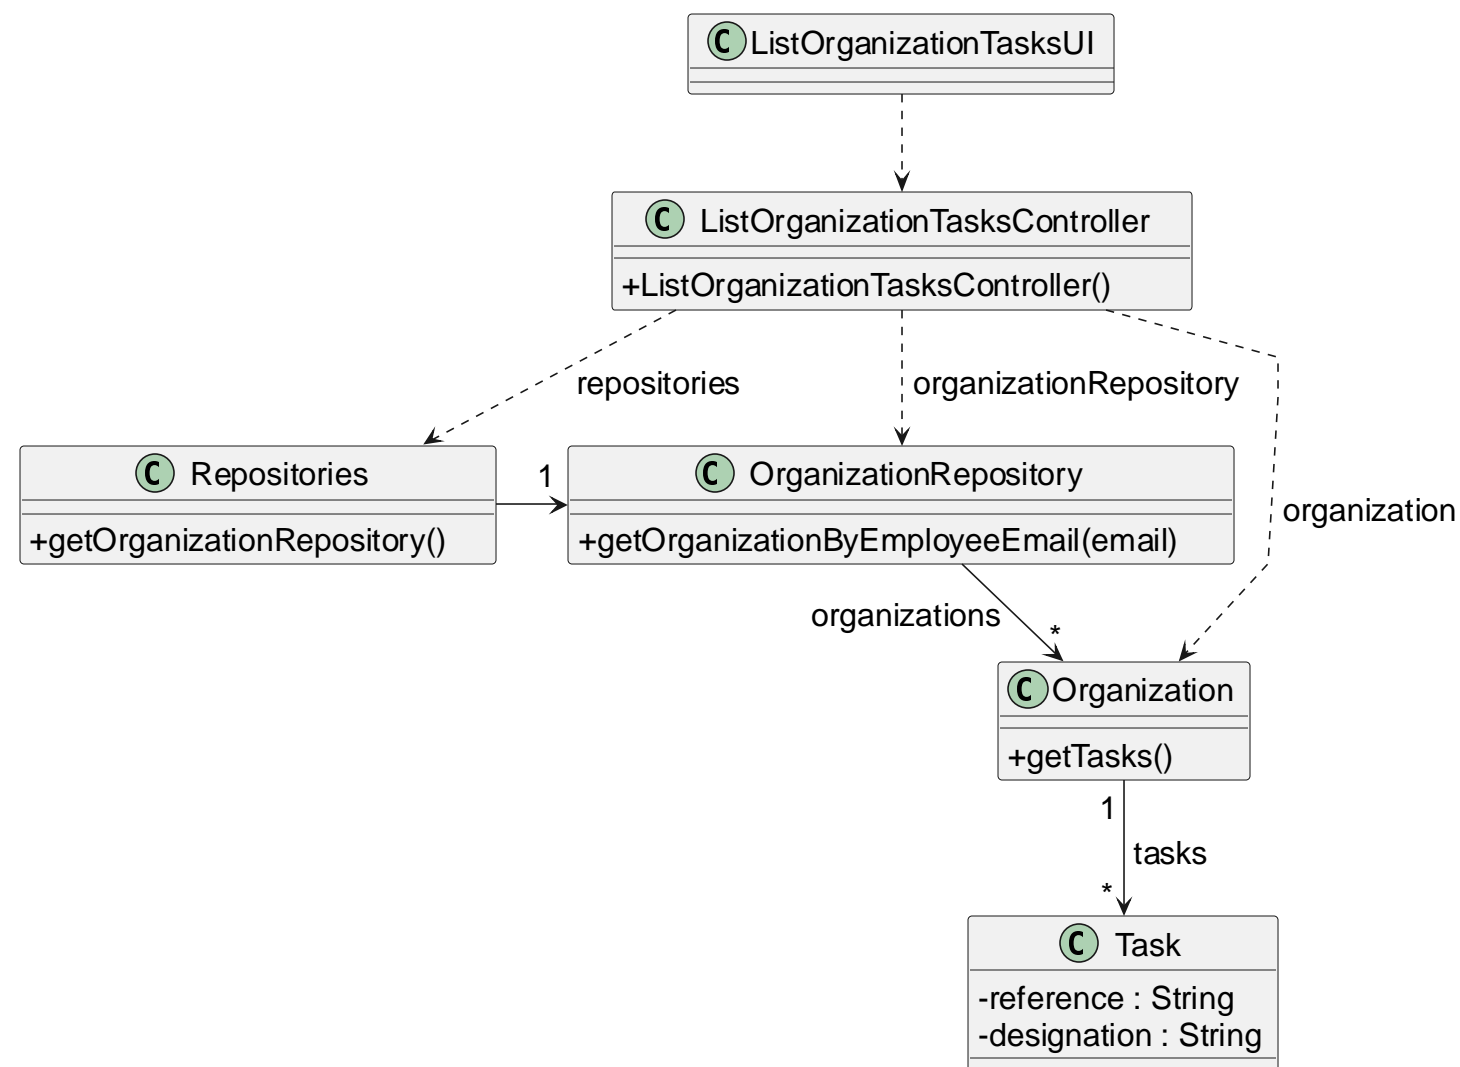 C ListOrganizationTasksUI
C ListOrganizationTasksController
+ListOrganizationTasksController()
repositories
organizationRepository
C Repositories
+getOrganizationRepository()
1
C OrganizationRepository
+getOrganizationByEmployeeEmail(email)
organization
organizations
*
C Organization
+getTasks()
1
tasks
*
C Task
-reference : String
-designation : String